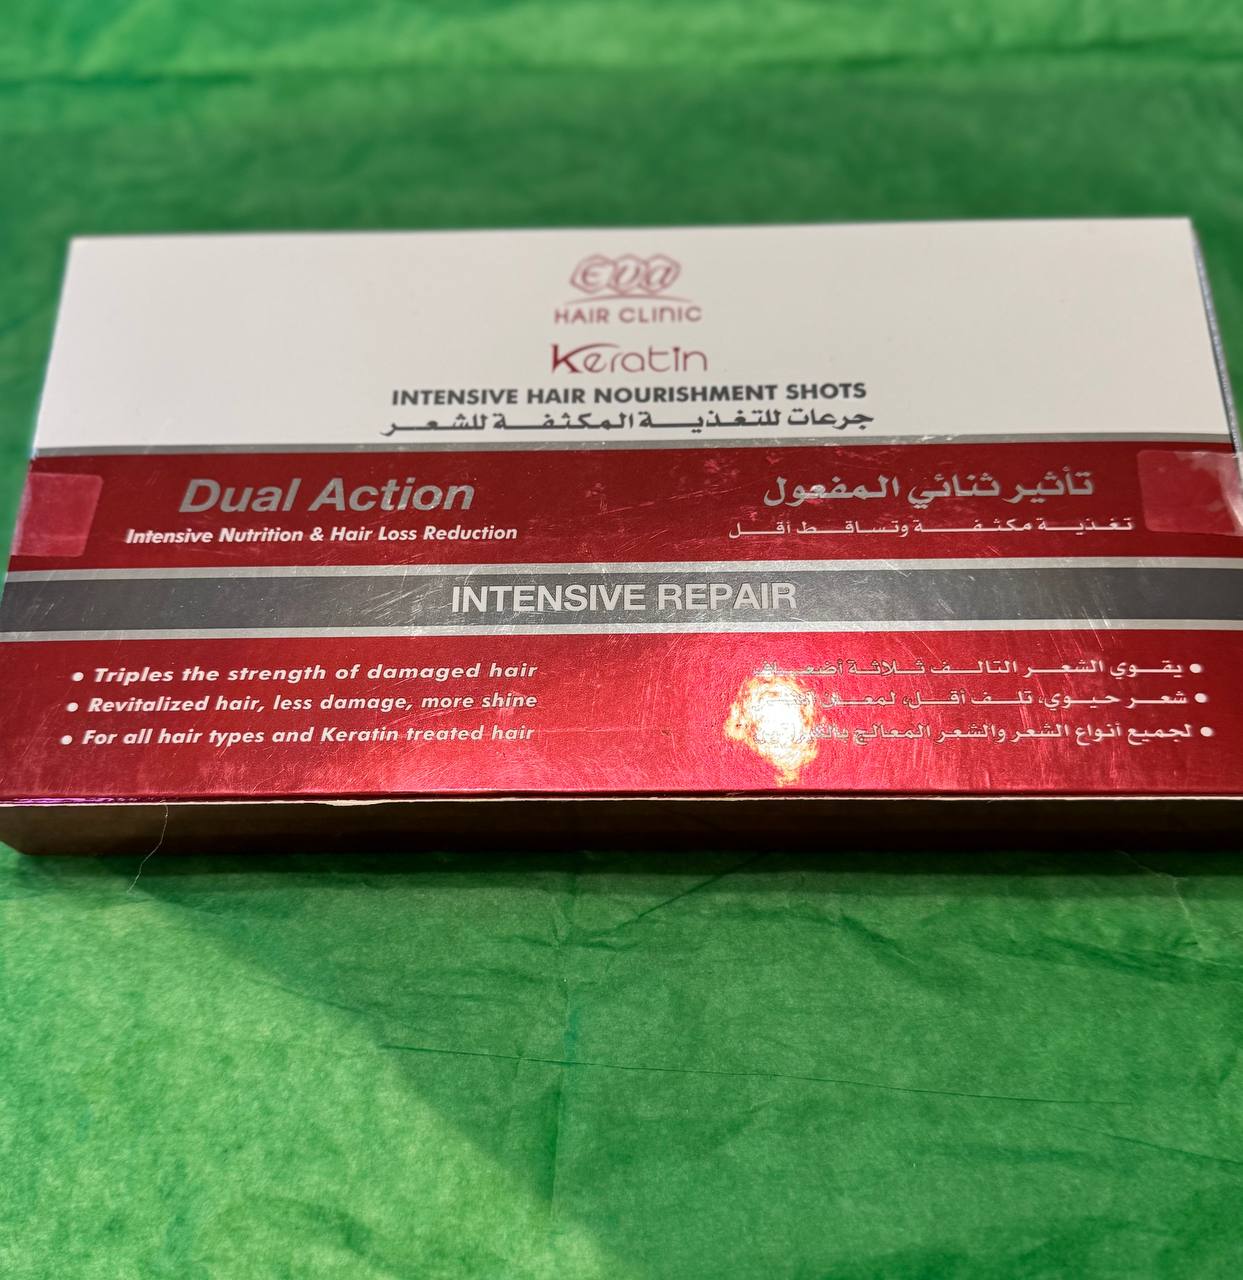 eva
HAIR CLINIC
Keratin
INTENSIVE HAIR NOURISHMENT SHOTS
جرعات للتغذية المكثفة للشعر
Dual Action
Intensive Nutrition & Hair Loss Reduction
تأثير ثنائي المفعول
تغذية مكثفة وتساقط أقل
INTENSIVE REPAIR
• Triples the strength of damaged hair
• Revitalized hair, less damage, more shine
• For all hair types and Keratin treated hair
• يقوي الشعر التالف ثلاثة أضعاف
• شعر حيوي، تلف أقل، لمعان
• لجميع أنواع الشعر والشعر المعالج